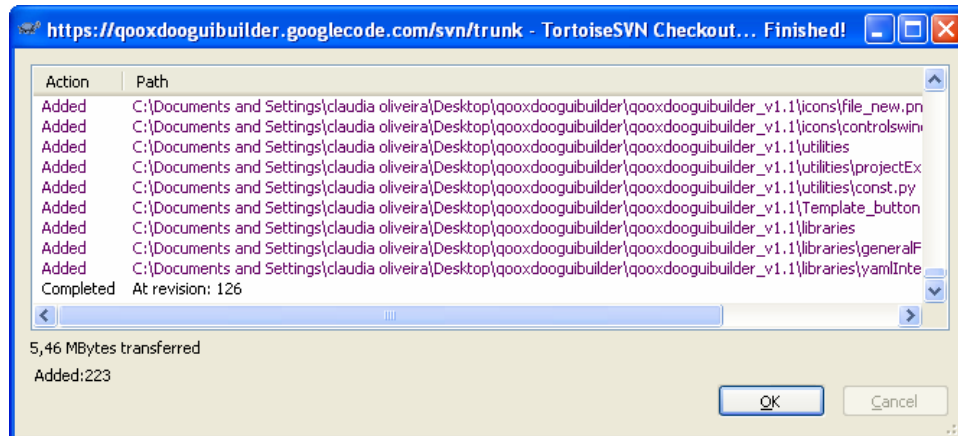 https://qooxdooguibuilder.googlecode.com/svn/trunk - TortoiseSVN Checkout... Finished!
Action Path
Added C:\Documents and Settings\claudia oliveira\Desktop\qooxdooguibuilder\qooxdooguibuilder_v1.1\icons\file_new.pn
Added C:\Documents and Settings\claudia oliveira\Desktop\qooxdooguibuilder\qooxdooguibuilder_v1.1\icons\controlswin
Added C:\Documents and Settings\claudia oliveira\Desktop\qooxdooguibuilder\qooxdooguibuilder_v1.1\utilities
Added C:\Documents and Settings\claudia oliveira\Desktop\qooxdooguibuilder\qooxdooguibuilder_v1.1\utilities\projectEx
Added C:\Documents and Settings\claudia oliveira\Desktop\qooxdooguibuilder\qooxdooguibuilder_v1.1\utilities\const.py
Added C:\Documents and Settings\claudia oliveira\Desktop\qooxdooguibuilder\qooxdooguibuilder_v1.1\Template_button
Added C:\Documents and Settings\claudia oliveira\Desktop\qooxdooguibuilder\qooxdooguibuilder_v1.1\libraries
Added C:\Documents and Settings\claudia oliveira\Desktop\qooxdooguibuilder\qooxdooguibuilder_v1.1\libraries\generalF
Added C:\Documents and Settings\claudia oliveira\Desktop\qooxdooguibuilder\qooxdooguibuilder_v1.1\libraries\yamlInte
Completed At revision: 126
5,46 MBytes transferred
Added:223
OK Cancel